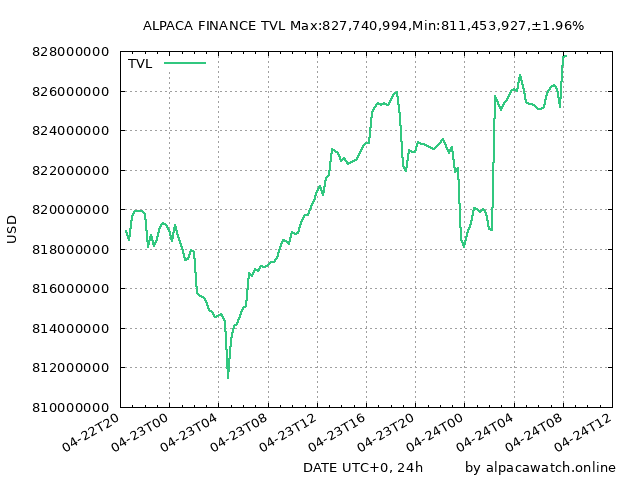 ALPACA FINANCE TVL Max:827,740,994,Min:811,453,927,±1.96%
828000000
TVL
826000000
824000000
822000000
820000000
USD
818000000
816000000
814000000
812000000
810000000
04-22T20 04-23T00 04-23T04 04-23T08 04-23T12 04-23T16 04-23T20 04-24T00 04-24T04 04-24T08 04-24T12
DATE UTC+0, 24h by alpacawatch.online